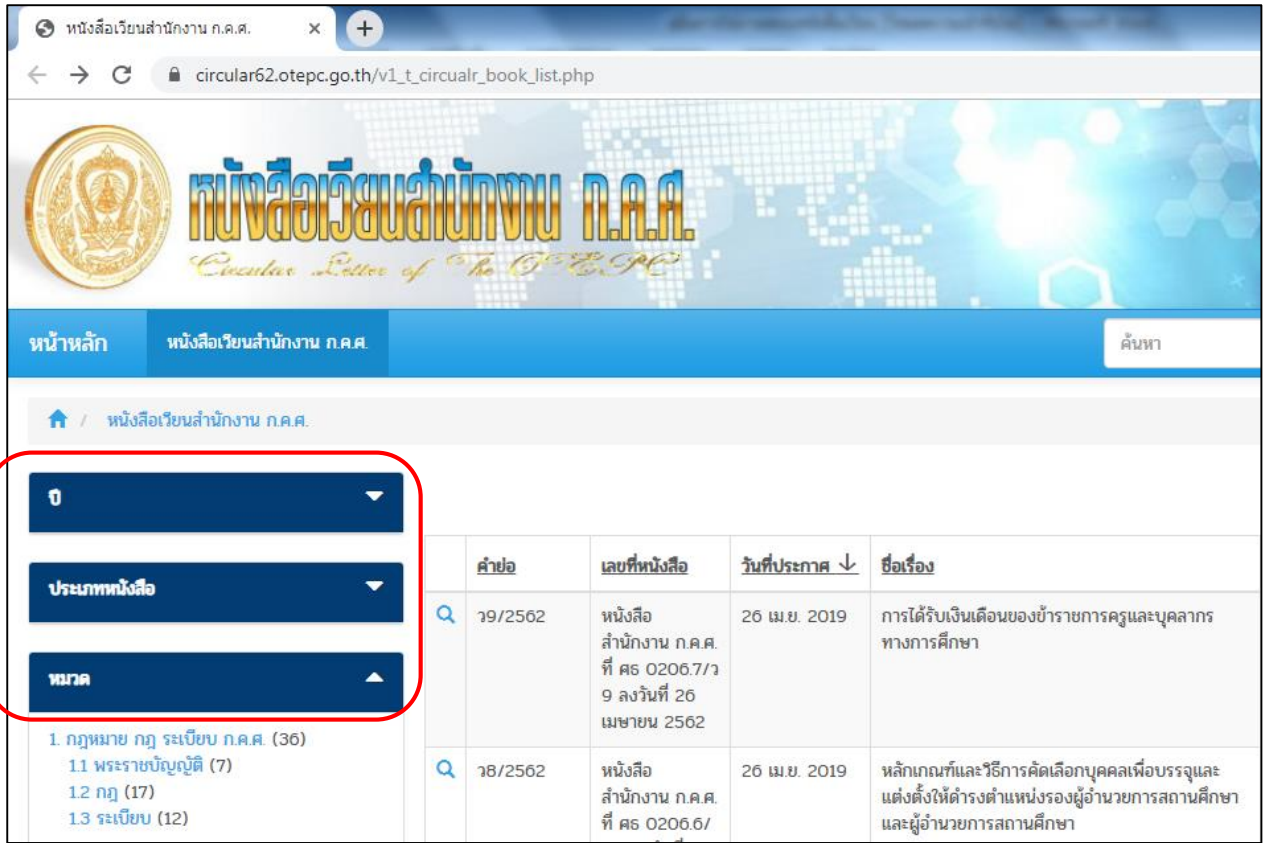 หนังสือเวียนสำนักงาน ก.ค.ศ.
circular62.otepc.go.th/v1_t_circualr_book_list.php
หนังสือเวียนสำนักงาน ก.ค.ศ.
Circular Letter of The OTEPC
หน้าหลัก หนังสือเวียนสำนักงาน ก.ค.ศ. ค้นหา
/ หนังสือเวียนสำนักงาน ก.ค.ศ.
ปี
ประเภทหนังสือ
หมวด
1. กฎหมาย กฎ ระเบียบ ก.ค.ศ. (36)
1.1 พระราชบัญญัติ (7)
1.2 กฎ (17)
1.3 ระเบียบ (12)
คำย่อ เลขที่หนังสือ วันที่ประกาศ ชื่อเรื่อง
ว9/2562 หนังสือ 26 เม.ย. 2019 การได้รับเงินเดือนของข้าราชการครูและบุคลากร
สำนักงาน ก.ค.ศ. ทางการศึกษา
ที่ ศธ 0206.7/ว
9 ลงวันที่ 26
เมษายน 2562
ว8/2562 หนังสือ 26 เม.ย. 2019 หลักเกณฑ์และวิธีการคัดเลือกบุคคลเพื่อบรรจุและ
สำนักงาน ก.ค.ศ. แต่งตั้งให้ดำรงตำแหน่งรองผู้อำนวยการสถานศึกษา
ที่ ศธ 0206.6/ และผู้อำนวยการสถานศึกษา